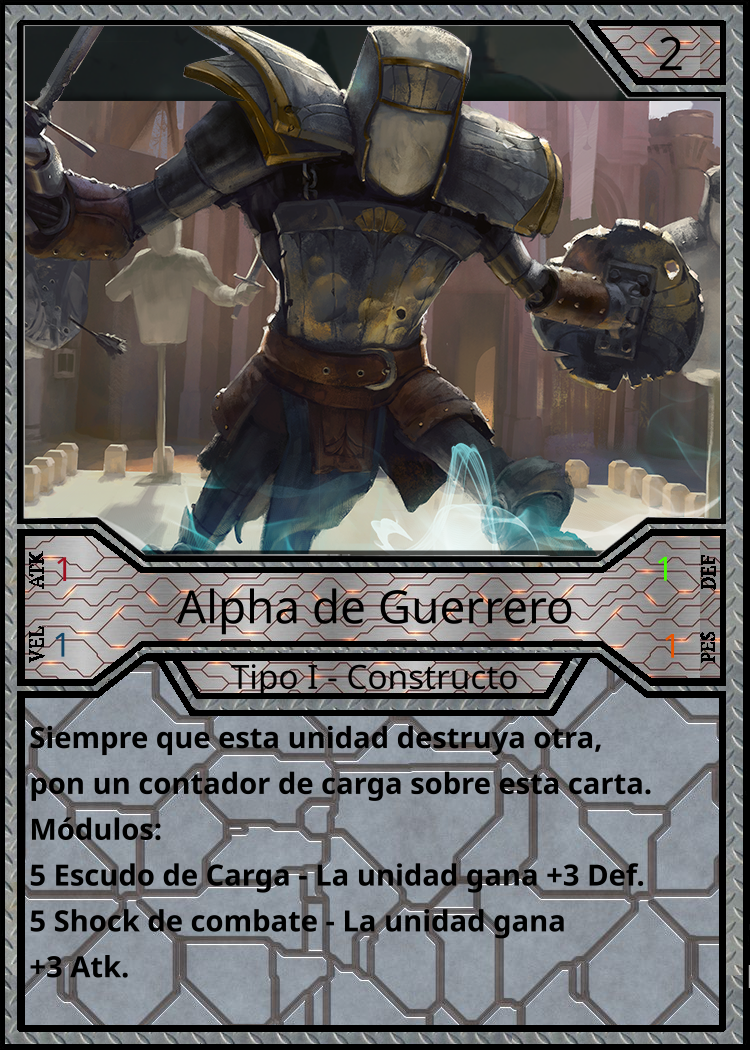 2
ATK 1
1 DEF
Alpha de Guerrero
VEL 1
1 PES
Tipo I - Constructo
Siempre que esta unidad destruya otra,
pon un contador de carga sobre esta carta.
Módulos:
5 Escudo de Carga - La unidad gana +3 Def.
5 Shock de combate - La unidad gana
+3 Atk.